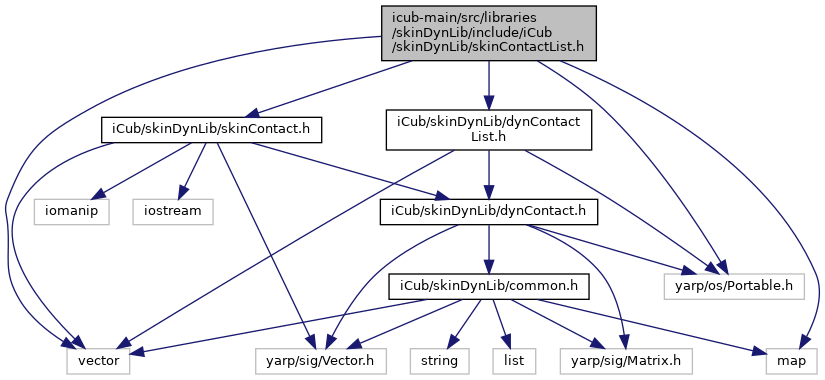 icub-main/src/libraries
/skinDynLib/include/iCub
/skinDynLib/skinContactList.h
iCub/skinDynLib/skinContact.h
iCub/skinDynLib/dynContact
List.h
iomanip
iostream
iCub/skinDynLib/dynContact.h
iCub/skinDynLib/common.h
yarp/os/Portable.h
vector
yarp/sig/Vector.h
string
list
yarp/sig/Matrix.h
map